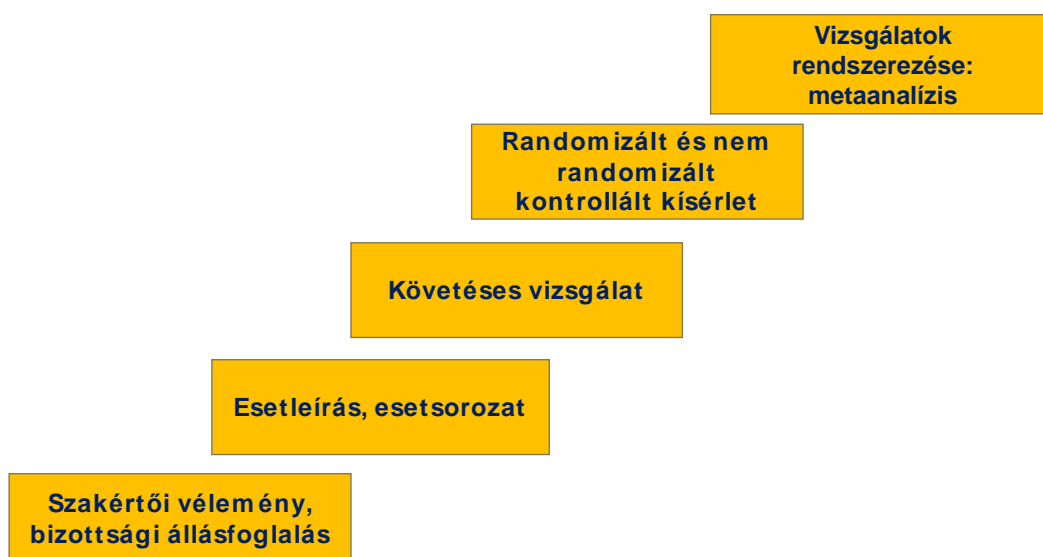 Vizsgálatok
rendszerezése:
metaanalízis
Randomizált és nem
randomizált
kontrollált kísérlet
Követéses vizsgálat
Esetleírás, esetsorozat
Szakértői vélemény,
bizottsági állásfoglalás